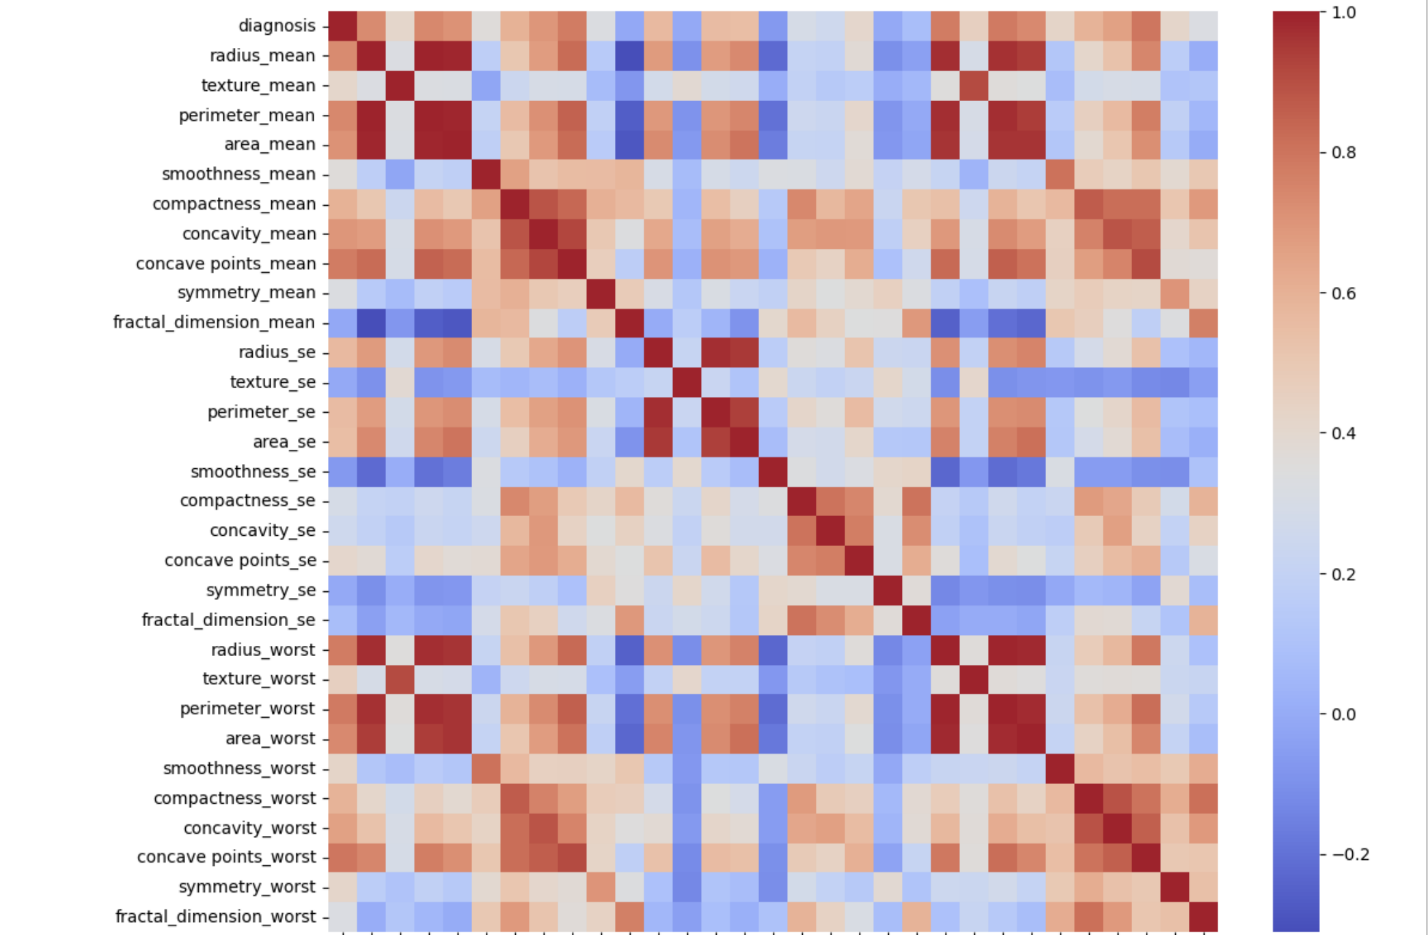 diagnosis
radius_mean
texture_mean
perimeter_mean
area_mean
smoothness_mean
compactness_mean
concavity_mean
concave points_mean
symmetry_mean
fractal_dimension_mean
radius_se
texture_se
perimeter_se
area_se
smoothness_se
compactness_se
concavity_se
concave points_se
symmetry_se
fractal_dimension_se
radius_worst
texture_worst
perimeter_worst
area_worst
smoothness_worst
compactness_worst
concavity_worst
concave points_worst
symmetry_worst
fractal_dimension_worst
1.0
0.8
0.6
0.4
0.2
0.0
−0.2